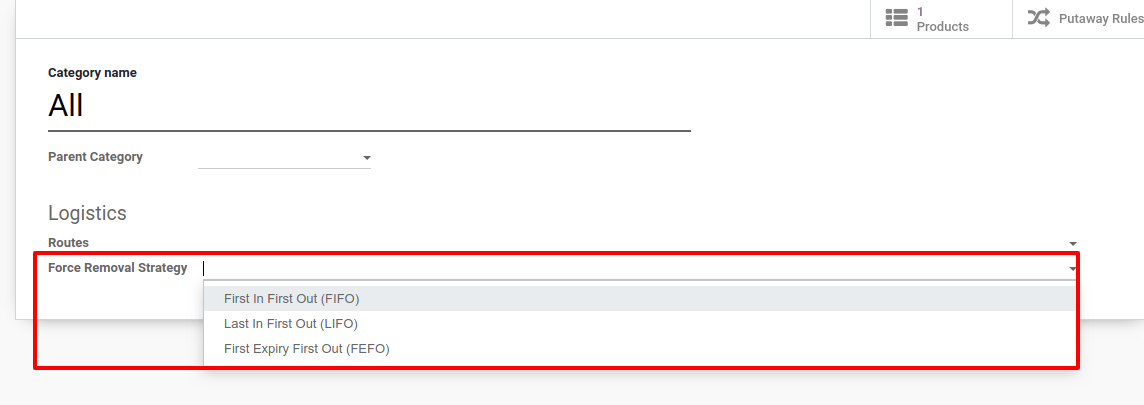 1
Products
Putaway Rules
Category name
All
Parent Category
Logistics
Routes
Force Removal Strategy
First In First Out (FIFO)
Last In First Out (LIFO)
First Expiry First Out (FEFO)